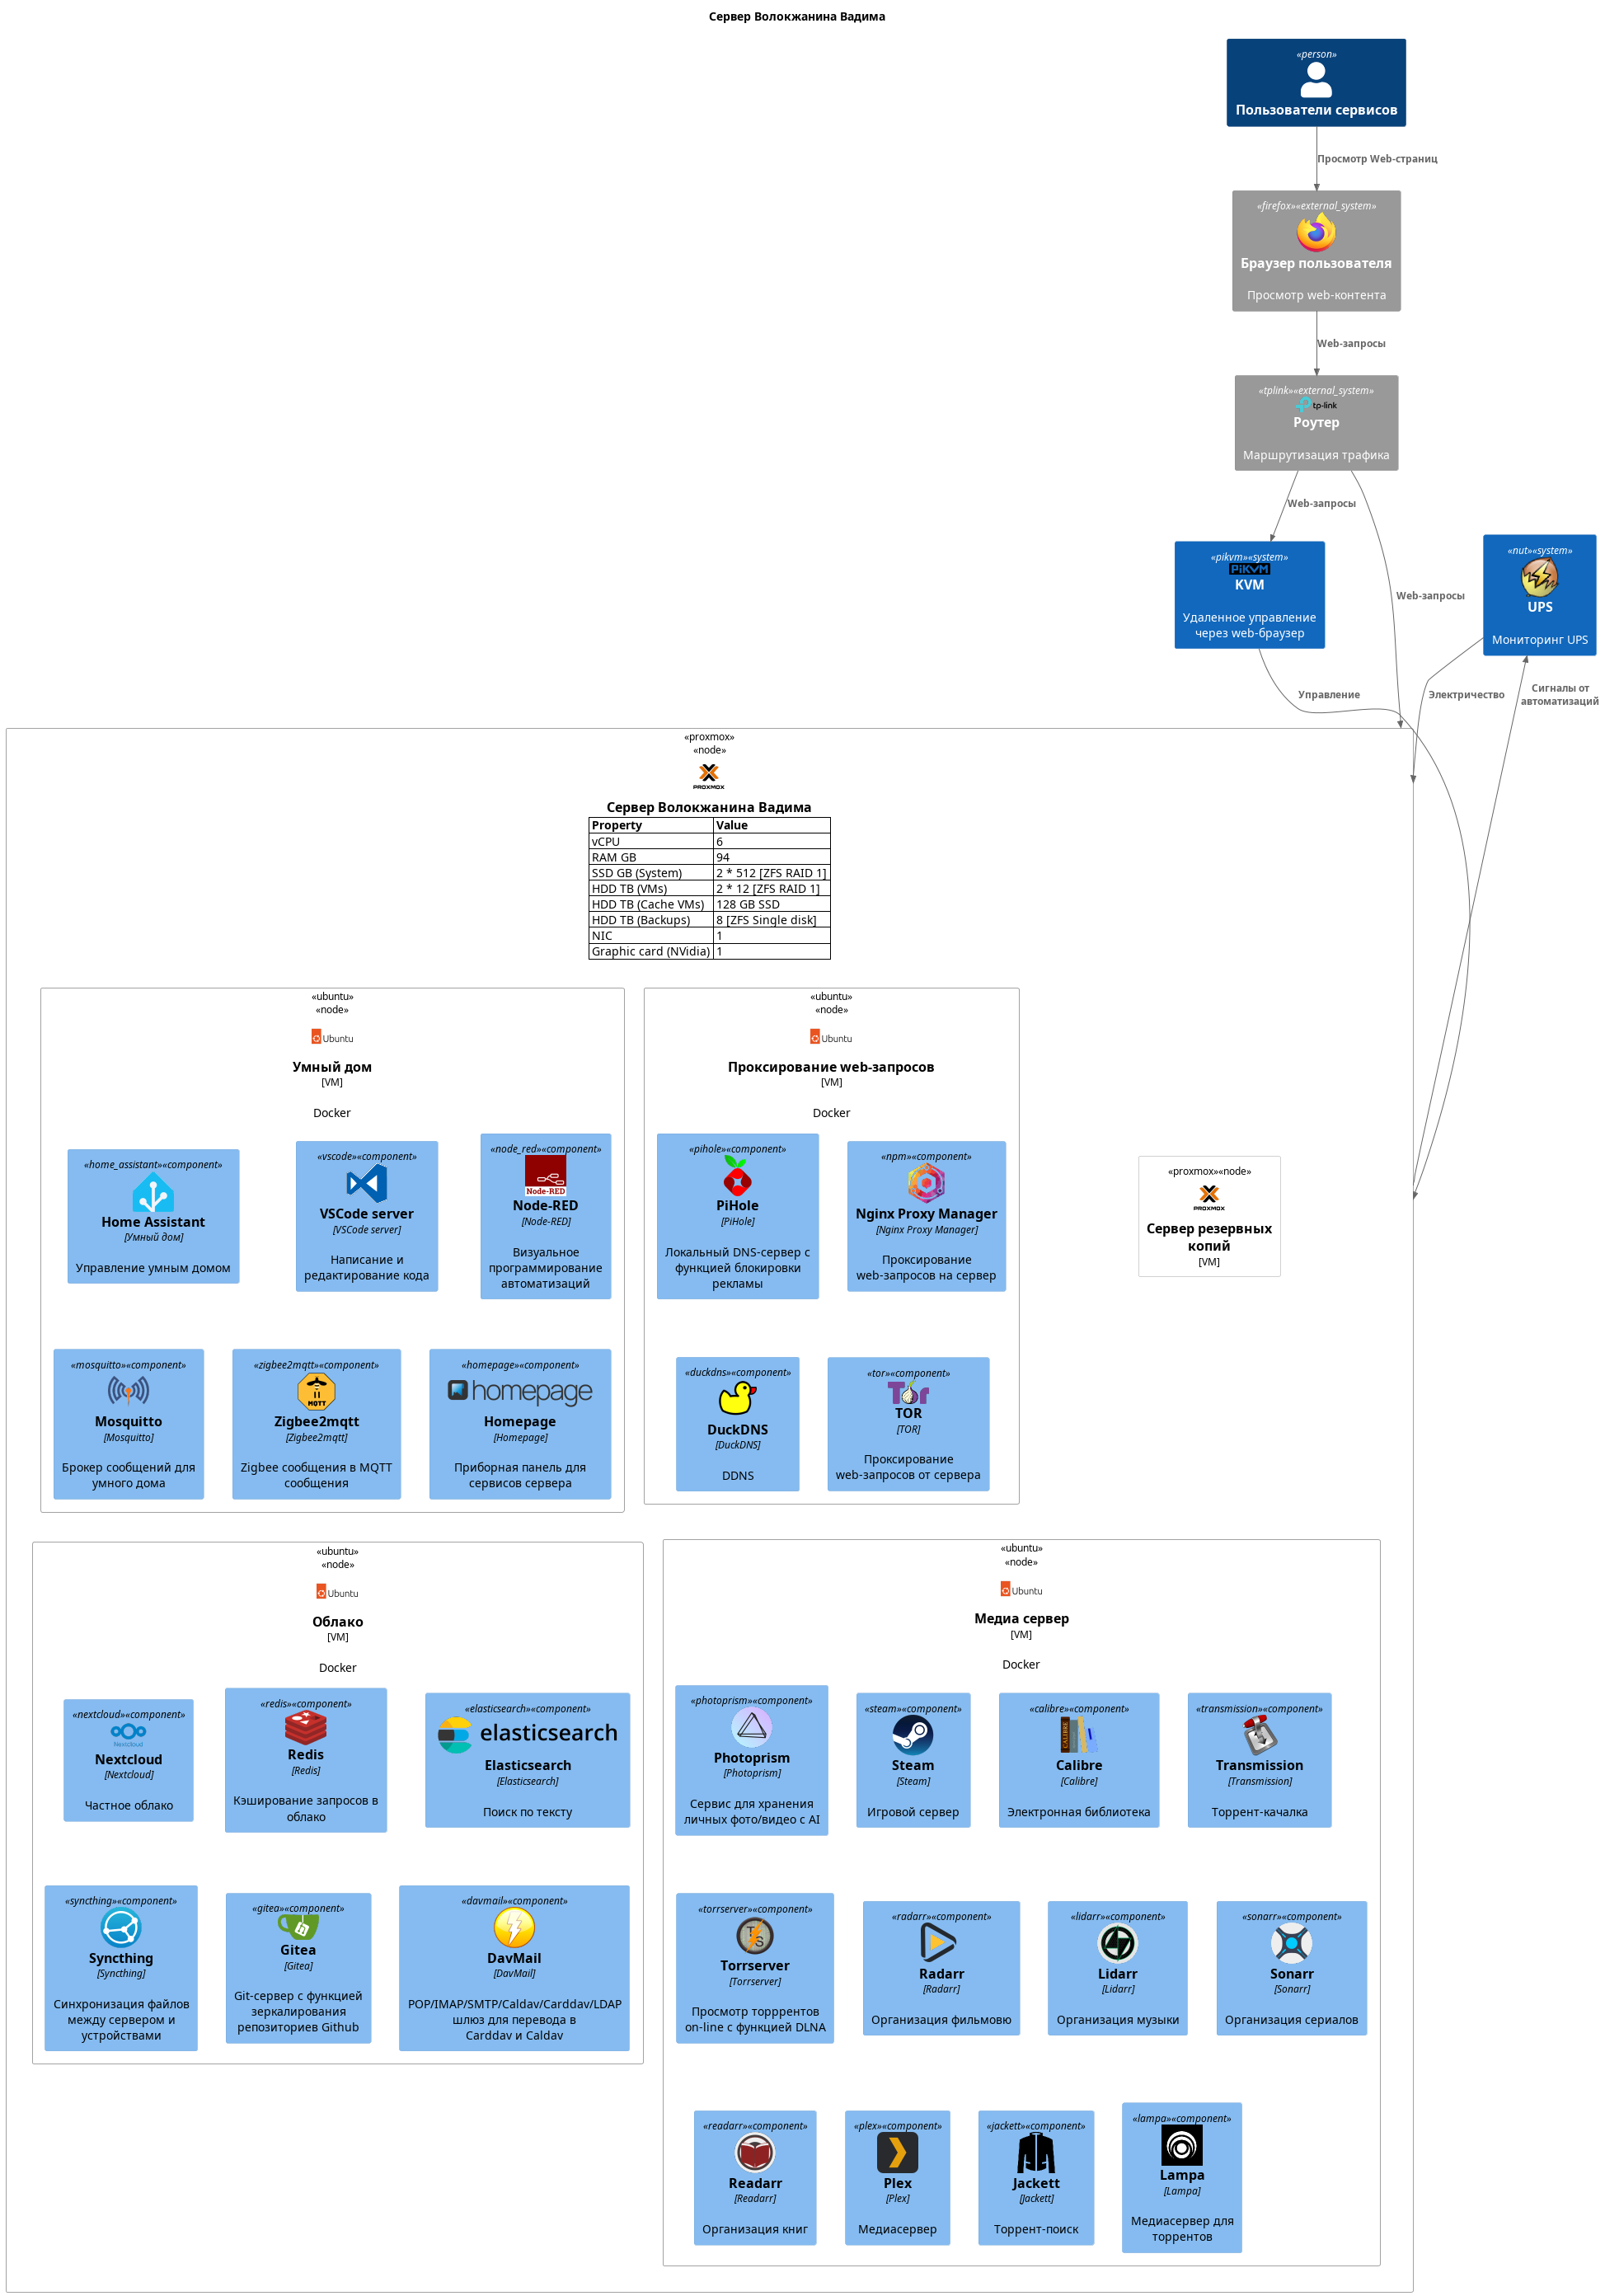 Сервер Волокжанина Вадима
«person»
Пользователи сервисов
Просмотр Web-страниц
«firefox»«external_system»
Браузер пользователя
Просмотр web-контента
Web-запросы
«tplink»«external_system»
tp-link
Роутер
Маршрутизация трафика
Web-запросы
«pikvm»«system»
PiKVM
KVM
Удаленное управление
через web-браузер
Web-запросы
«nut»«system»
UPS
Мониторинг UPS
Управление
Электричество
Сигналы от
автоматизаций
«proxmox»
«node»
PROXMOX
Сервер Волокжанина Вадима
Property Value
vCPU 6
RAM GB 94
SSD GB (System) 2 * 512 [ZFS RAID 1]
HDD TB (VMs) 2 * 12 [ZFS RAID 1]
HDD TB (Cache VMs) 128 GB SSD
HDD TB (Backups) 8 [ZFS Single disk]
NIC 1
Graphic card (NVidia) 1
«ubuntu»
«node»
Ubuntu
Умный дом
[VM]
Docker
«home_assistant»«component»
Home Assistant
[Умный дом]
Управление умным домом
«vscode»«component»
VSCode server
[VSCode server]
Написание и
редактирование кода
«node_red»«component»
Node-RED
Node-RED
[Node-RED]
Визуальное
программирование
автоматизаций
«mosquitto»«component»
Mosquitto
[Mosquitto]
Брокер сообщений для
умного дома
«zigbee2mqtt»«component»
MQTT
Zigbee2mqtt
[Zigbee2mqtt]
Zigbee сообщения в MQTT
сообщения
«homepage»«component»
homepage
Homepage
[Homepage]
Приборная панель для
сервисов сервера
«ubuntu»
«node»
Ubuntu
Проксирование web-запросов
[VM]
Docker
«pihole»«component»
PiHole
[PiHole]
Локальный DNS-сервер с
функцией блокировки
рекламы
«npm»«component»
Nginx Proxy Manager
[Nginx Proxy Manager]
Проксирование
web-запросов на сервер
«duckdns»«component»
DuckDNS
[DuckDNS]
DDNS
«tor»«component»
Tor
TOR
[TOR]
Проксирование
web-запросов от сервера
«proxmox»«node»
PROXMOX
Сервер резервных
копий
[VM]
«ubuntu»
«node»
Ubuntu
Облако
[VM]
Docker
«nextcloud»«component»
Nextcloud
Nextcloud
[Nextcloud]
Частное облако
«redis»«component»
Redis
[Redis]
Кэширование запросов в
облако
«elasticsearch»«component»
elasticsearch
Elasticsearch
[Elasticsearch]
Поиск по тексту
«syncthing»«component»
Syncthing
[Syncthing]
Синхронизация файлов
между сервером и
устройствами
«gitea»«component»
Gitea
[Gitea]
Git-сервер с функцией
зеркалирования
репозиториев Github
«davmail»«component»
DavMail
[DavMail]
POP/IMAP/SMTP/Caldav/Carddav/LDAP
шлюз для перевода в
Carddav и Caldav
«ubuntu»
«node»
Ubuntu
Медиа сервер
[VM]
Docker
«photoprism»«component»
Photoprism
[Photoprism]
Сервис для хранения
личных фото/видео с AI
«steam»«component»
Steam
[Steam]
Игровой сервер
«calibre»«component»
CALIBRE
Calibre
[Calibre]
Электронная библиотека
«transmission»«component»
Transmission
[Transmission]
Торрент-качалка
«torrserver»«component»
TS
Torrserver
[Torrserver]
Просмотр торррентов
on-line с функцией DLNA
«radarr»«component»
Radarr
[Radarr]
Организация фильмовю
«lidarr»«component»
Lidarr
[Lidarr]
Организация музыки
«sonarr»«component»
Sonarr
[Sonarr]
Организация сериалов
«readarr»«component»
Readarr
[Readarr]
Организация книг
«plex»«component»
Plex
[Plex]
Медиасервер
«jackett»«component»
Jackett
[Jackett]
Торрент-поиск
«lampa»«component»
Lampa
[Lampa]
Медиасервер для
торрентов